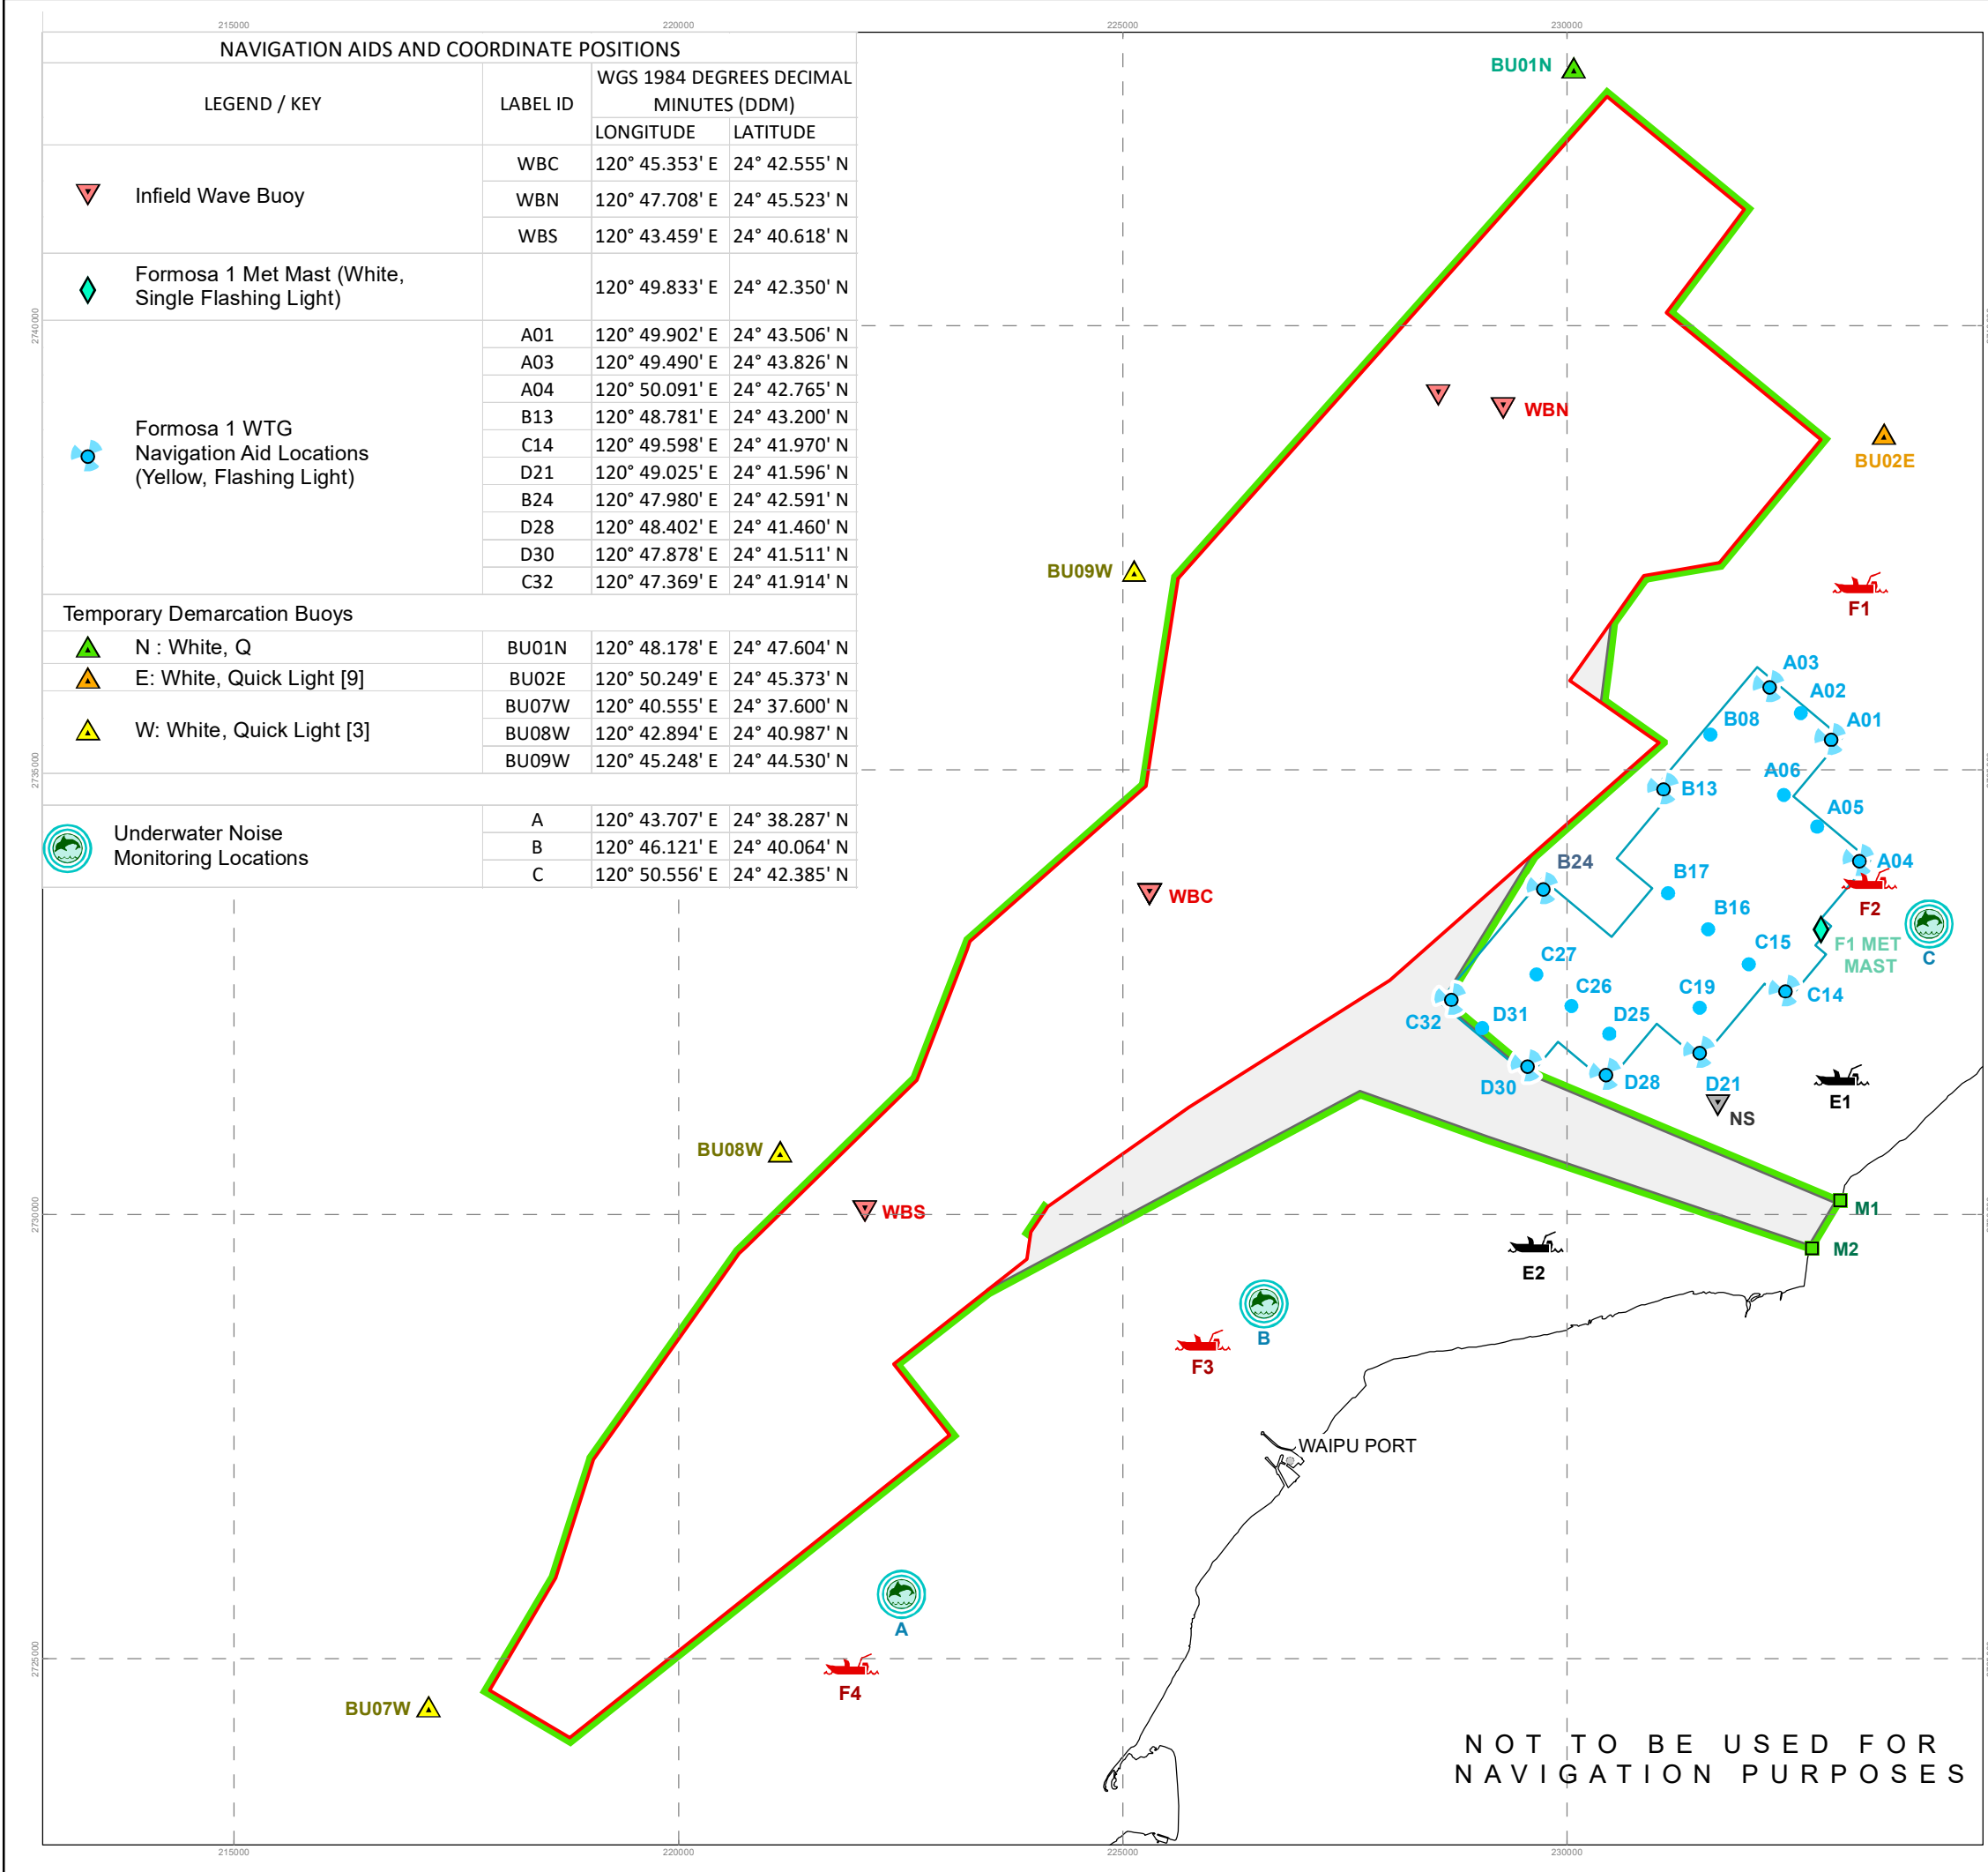 215000 220000 225000 230000
NAVIGATION AIDS AND COORDINATE POSITIONS
LEGEND / KEY LABEL ID WGS 1984 DEGREES DECIMAL
MINUTES (DDM)
LONGITUDE LATITUDE
Infield Wave Buoy
WBC 120° 45.353' E 24° 42.555' N
WBN 120° 47.708' E 24° 45.523' N
WBS 120° 43.459' E 24° 40.618' N
Formosa 1 Met Mast (White,
Single Flashing Light)
120° 49.833' E 24° 42.350' N
Formosa 1 WTG
Navigation Aid Locations
(Yellow, Flashing Light)
A01 120° 49.902' E 24° 43.506' N
A03 120° 49.490' E 24° 43.826' N
A04 120° 50.091' E 24° 42.765' N
B13 120° 48.781' E 24° 43.200' N
C14 120° 49.598' E 24° 41.970' N
D21 120° 49.025' E 24° 41.596' N
B24 120° 47.980' E 24° 42.591' N
D28 120° 48.402' E 24° 41.460' N
D30 120° 47.878' E 24° 41.511' N
C32 120° 47.369' E 24° 41.914' N
Temporary Demarcation Buoys
N : White, Q BU01N 120° 48.178' E 24° 47.604' N
E: White, Quick Light [9] BU02E 120° 50.249' E 24° 45.373' N
W: White, Quick Light [3]
BU07W 120° 40.555' E 24° 37.600' N
BU08W 120° 42.894' E 24° 40.987' N
BU09W 120° 45.248' E 24° 44.530' N
Underwater Noise
Monitoring Locations
A 120° 43.707' E 24° 38.287' N
B 120° 46.121' E 24° 40.064' N
C 120° 50.556' E 24° 42.385' N
2740000
2735000
2730000
2725000
BU01N
WBN
BU02E
BU09W
F1
A03
A02
B08
A01
A06
B13
A05
B24
A04
B17
WBC
F2
B16
F1 MET
MAST
C
C15
C27
C26
C19
C14
C32
D31
D25
D30
D28
D21
E1
NS
BU08W
WBS
M1
M2
E2
B
F3
WAIPU PORT
A
F4
BU07W
NOT TO BE USED FOR
NAVIGATION PURPOSES
215000 220000 225000 230000